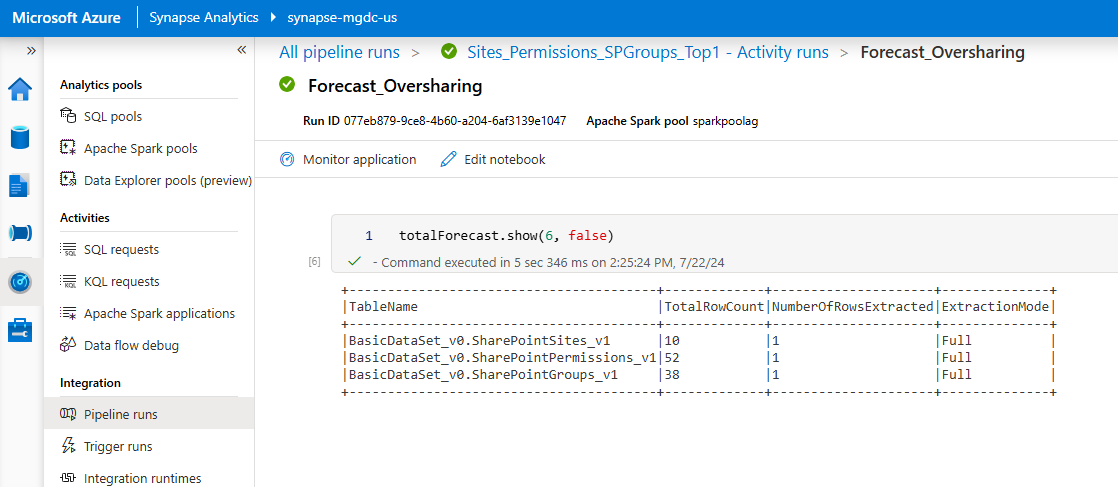 Microsoft Azure Synapse Analytics synapse-mgdc-us
» «
All pipeline runs > Sites_Permissions_SPGroups_Top1 - Activity runs > Forecast_Oversharing
Analytics pools
SQL pools
Apache Spark pools
Data Explorer pools (preview)
Activities
SQL requests
KQL requests
Apache Spark applications
Data flow debug
Integration
Pipeline runs
Trigger runs
Integration runtimes
Forecast_Oversharing
Run ID 077eb879-9ce8-4b60-a204-6af3139e1047 Apache Spark pool sparkpoolag
Monitor application Edit notebook
1 totalForecast.show(6, false)
[6] - Command executed in 5 sec 346 ms on 2:25:24 PM, 7/22/24
+--------------------------------------+-------------+---------------------+--------------+
|TableName |TotalRowCount|NumberOfRowsExtracted|ExtractionMode|
+--------------------------------------+-------------+---------------------+--------------+
|BasicDataSet_v0.SharePointSites_v1 |10 |1 |Full |
|BasicDataSet_v0.SharePointPermissions_v1|52 |1 |Full |
|BasicDataSet_v0.SharePointGroups_v1 |38 |1 |Full |
+--------------------------------------+-------------+---------------------+--------------+